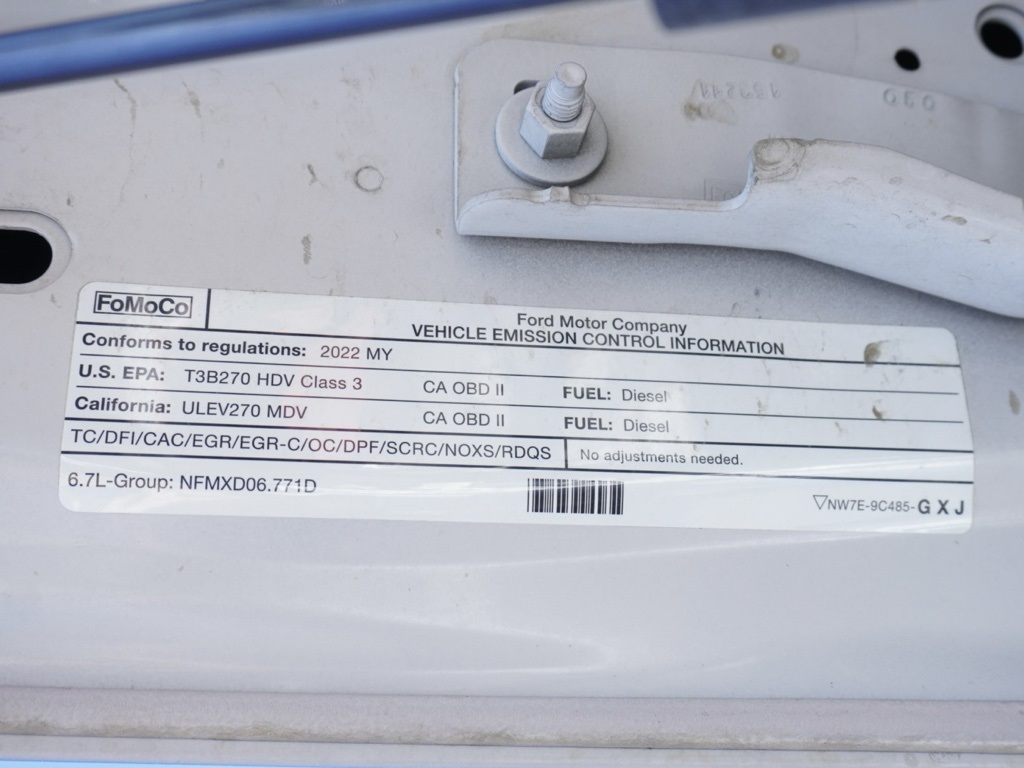 FoMoCo
Ford Motor Company
VEHICLE EMISSION CONTROL INFORMATION
Conforms to regulations: 2022 MY
U.S. EPA: T3B270 HDV Class 3 CA OBD II FUEL: Diesel
California: ULEV270 MDV CA OBD II FUEL: Diesel
TC/DFI/CAC/EGR/EGR-C/OC/DPF/SCRC/NOXS/RDQS No adjustments needed.
6.7L-Group: NFMXD06.771D
▽NW7E-9C485-G X J